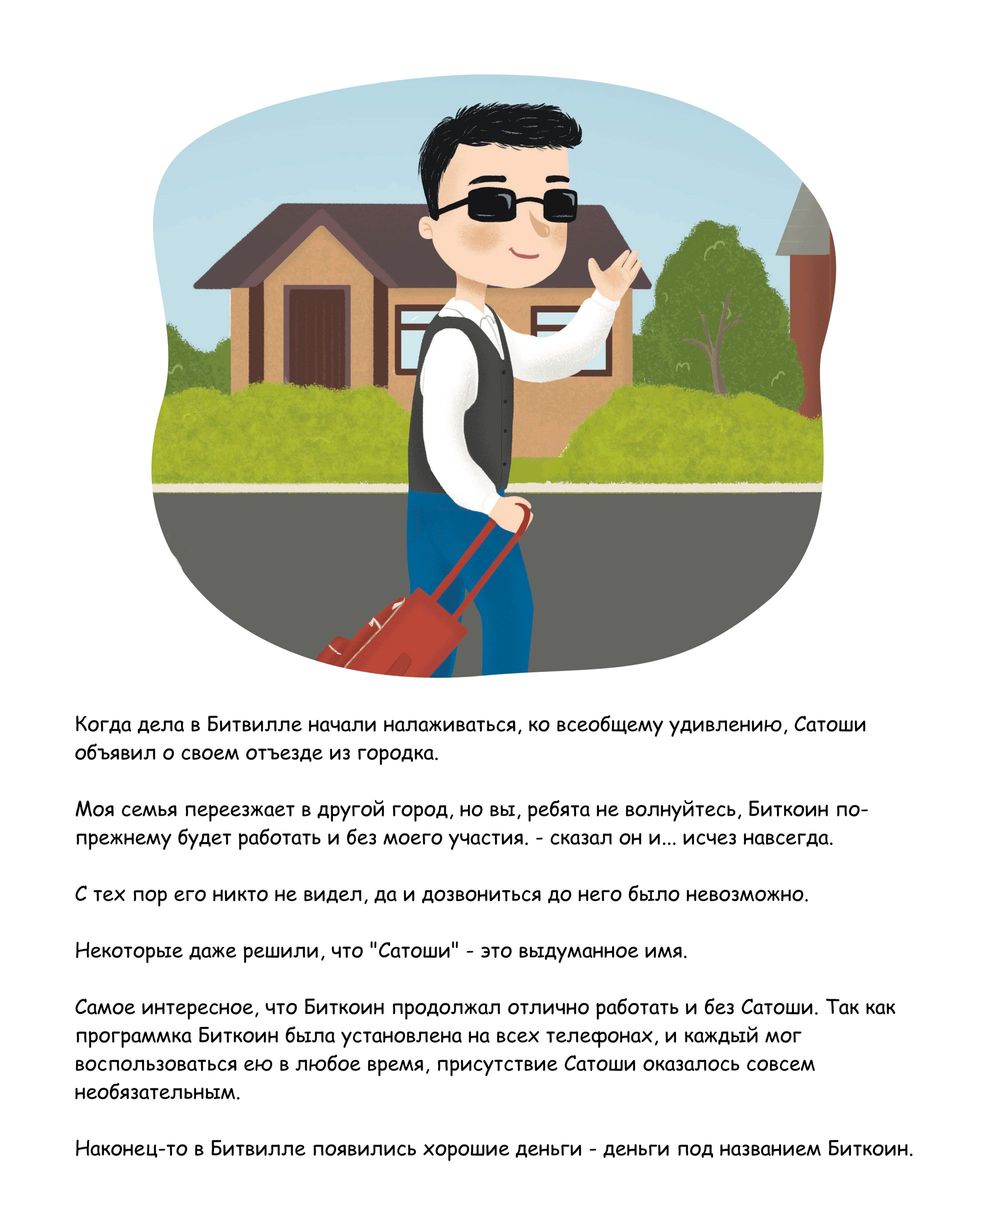 Когда дела в Битвилле начали налаживаться, ко всеобщему удивлению, Сатоши
объявил о своем отъезде из городка.
Моя семья переезжает в другой город, но вы, ребята не волнуйтесь, Биткоин по-
прежнему будет работать и без моего участия. - сказал он и... исчез навсегда.
С тех пор его никто не видел, да и дозвониться до него было невозможно.
Некоторые даже решили, что "Сатоши" - это выдуманное имя.
Самое интересное, что Биткоин продолжал отлично работать и без Сатоши. Так как
программка Биткоин была установлена на всех телефонах, и каждый мог
воспользоваться ею в любое время, присутствие Сатоши оказалось совсем
необязательным.
Наконец-то в Битвилле появились хорошие деньги - деньги под названием Биткоин.